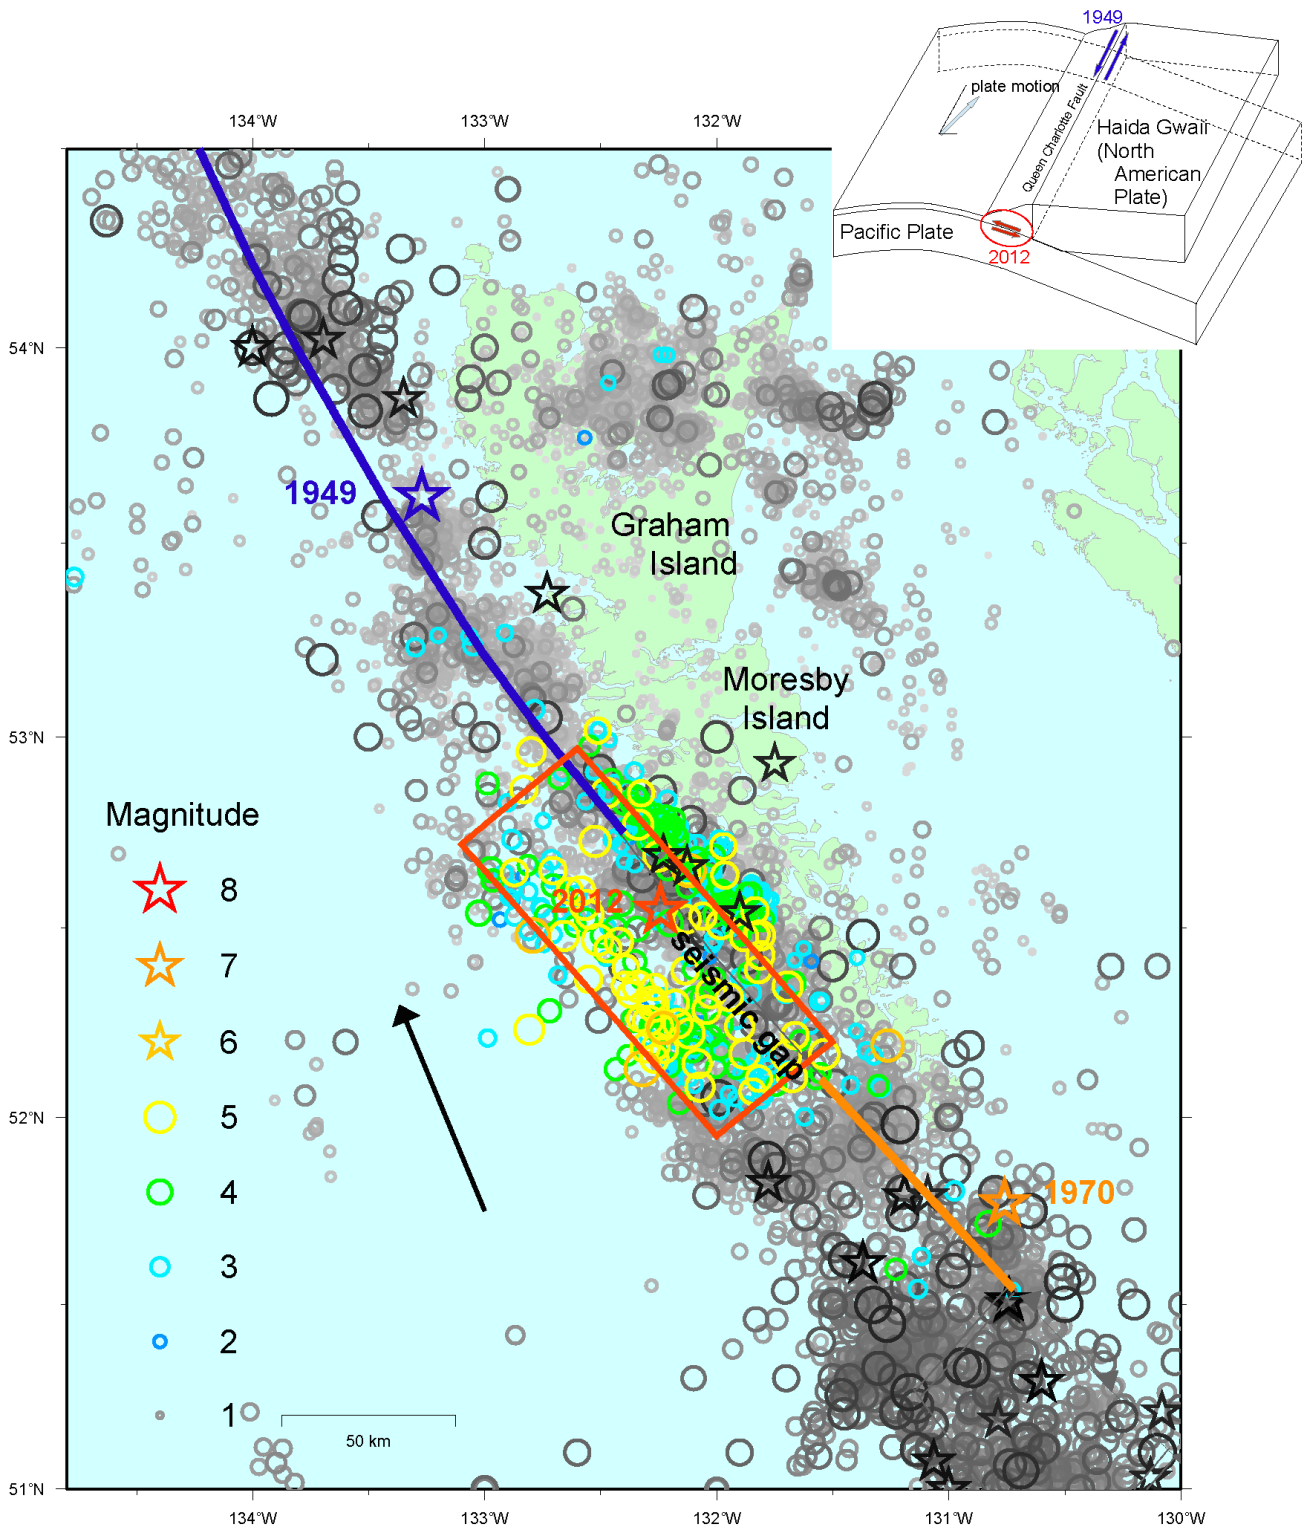 1949
plate motion
Queen Charlotte Fault
Haida Gwaii
(North
American
Plate)
Pacific Plate
2012
134°W
133°W
132°W
54°N
1949
Graham
Island
Moresby
Island
53°N
Magnitude
8
2012
seismic gap
7
6
5
52°N
4
1970
3
2
1
50 km
51°N
134°W
133°W
132°W
131°W
130°W